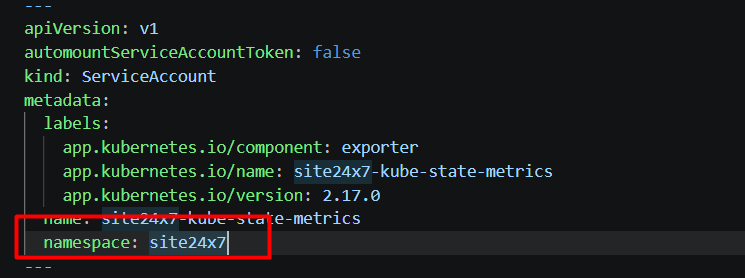 ---
apiVersion: v1
automountServiceAccountToken: false
kind: ServiceAccount
metadata:
  labels:
    app.kubernetes.io/component: exporter
    app.kubernetes.io/name: site24x7-kube-state-metrics
    app.kubernetes.io/version: 2.17.0
  name: site24x7-kube-state-metrics
  namespace: site24x7
---